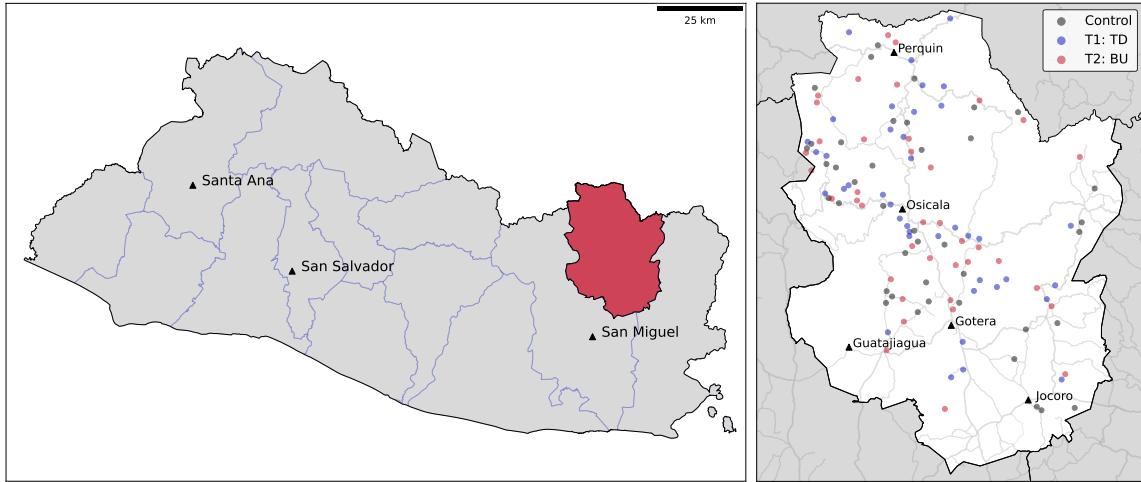 25 km
Santa Ana
San Salvador
San Miguel
Control
T1: TD
T2: BU
Perquin
Osicala
Gotera
Guatajiagua
Jocoro